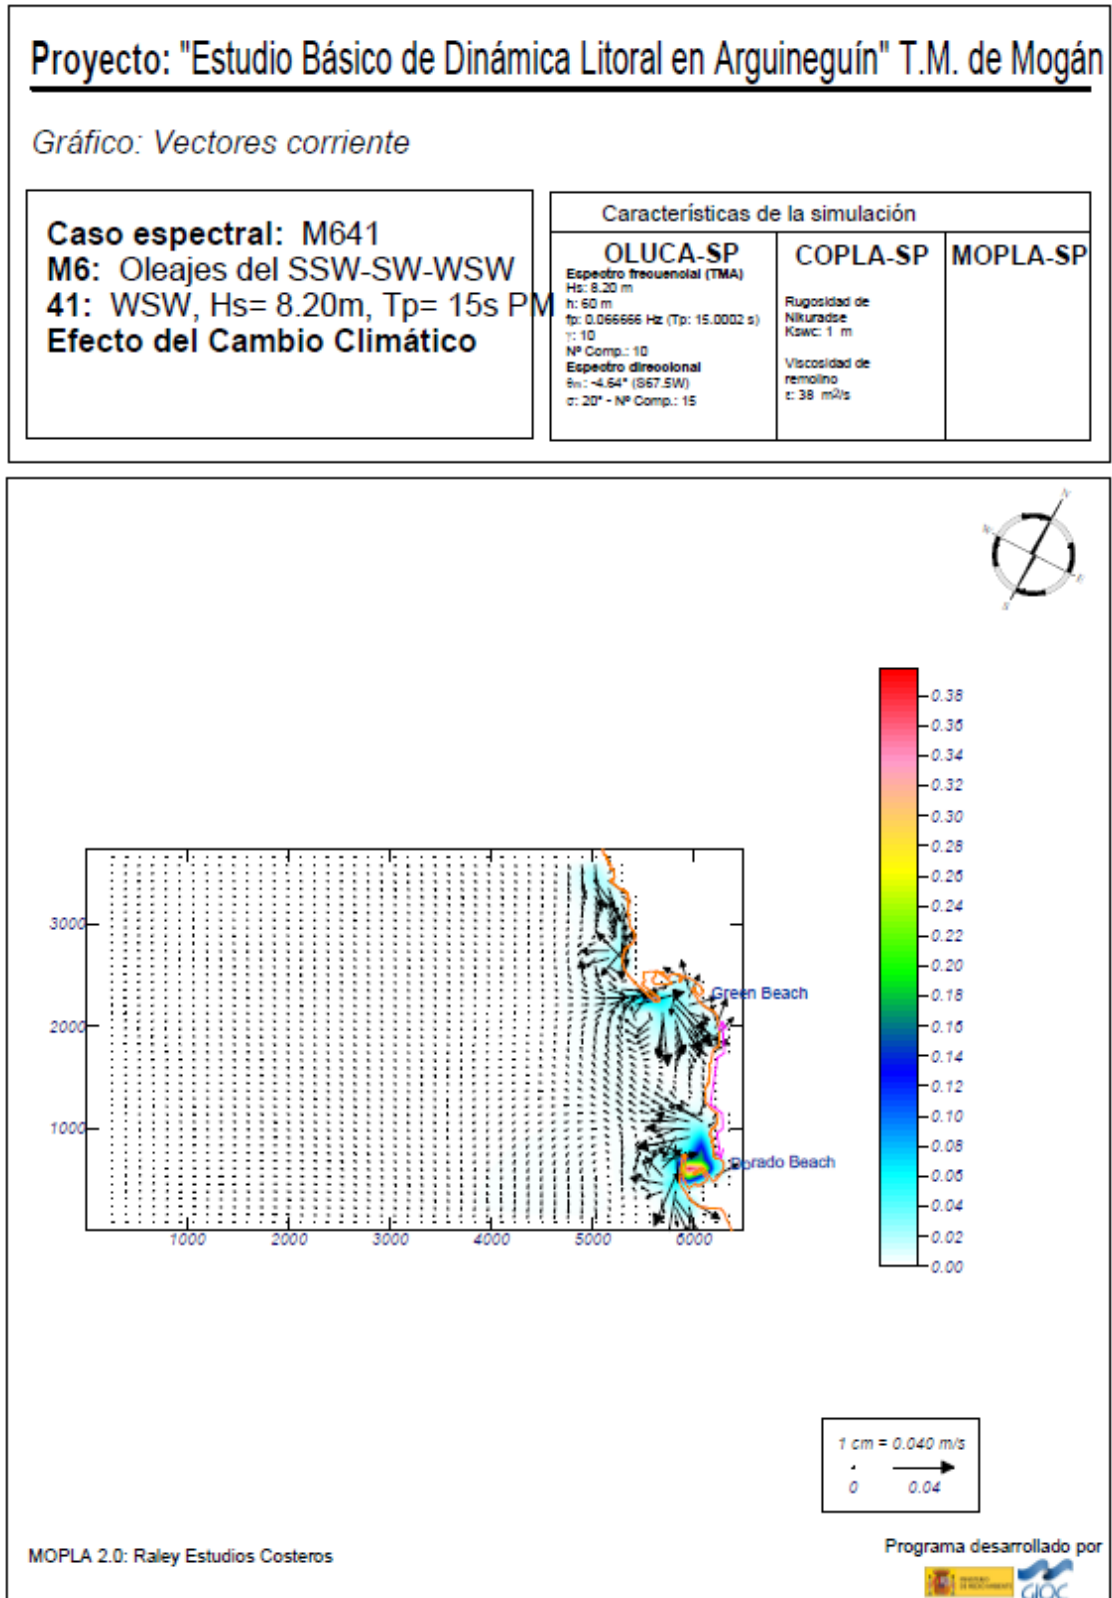 Proyecto: "Estudio Básico de Dinámica Litoral en Arguineguín" T.M. de Mogán
Gráfico: Vectores corriente
Caso espectral: M641
M6: Oleajes del SSW-SW-WSW
41: WSW, Hs= 8.20m, Tp= 15s PM
Efecto del Cambio Climático
Características de la simulación
OLUCA-SP
Espectro frecuencial (TMA)
Hs: 8.20 m
h: 60 m
fp: 0.066666 Hz (Tp: 15.0002 s)
γ: 10
Nº Comp.: 10
Espectro direccional
θm: -4.64° (S67.5W)
σ: 20° - Nº Comp.: 15
COPLA-SP
Rugosidad de
Nikuradse
Kswc: 1 m
Viscosidad de
remolino
ε: 38 m2/s
MOPLA-SP
N
W
E
S
0.38
0.36
0.34
0.32
0.30
0.28
0.26
0.24
0.22
0.20
0.18
0.16
0.14
0.12
0.10
0.08
0.06
0.04
0.02
0.00
3000
2000
1000
Green Beach
Dorado Beach
1000 2000 3000 4000 5000 6000
1 cm = 0.040 m/s
0 0.04
MOPLA 2.0: Raley Estudios Costeros
Programa desarrollado por
GIOC